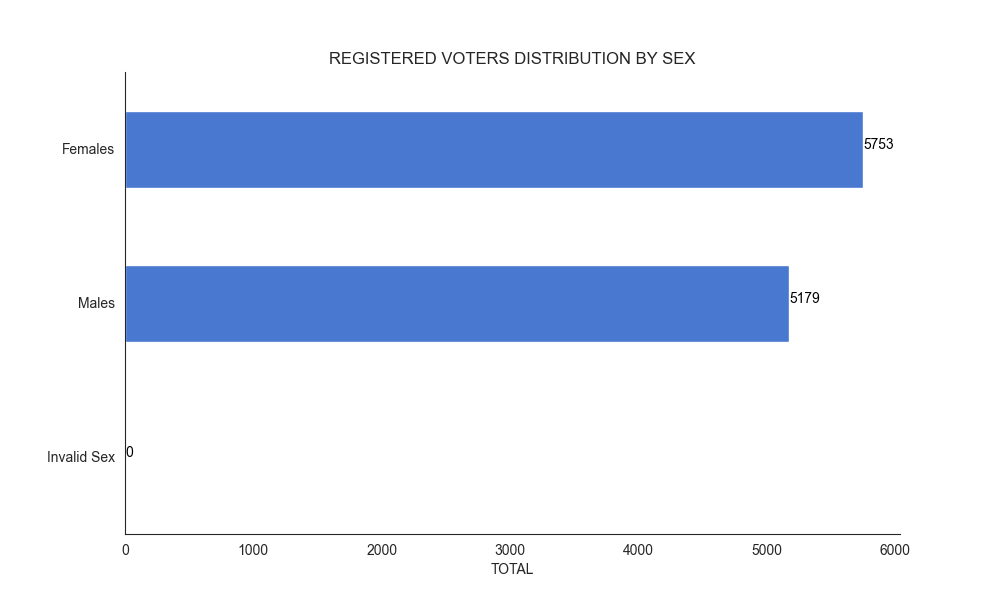 REGISTERED VOTERS DISTRIBUTION BY SEX
Females 5753
Males 5179
Invalid Sex 0
0 1000 2000 3000 4000 5000 6000
TOTAL